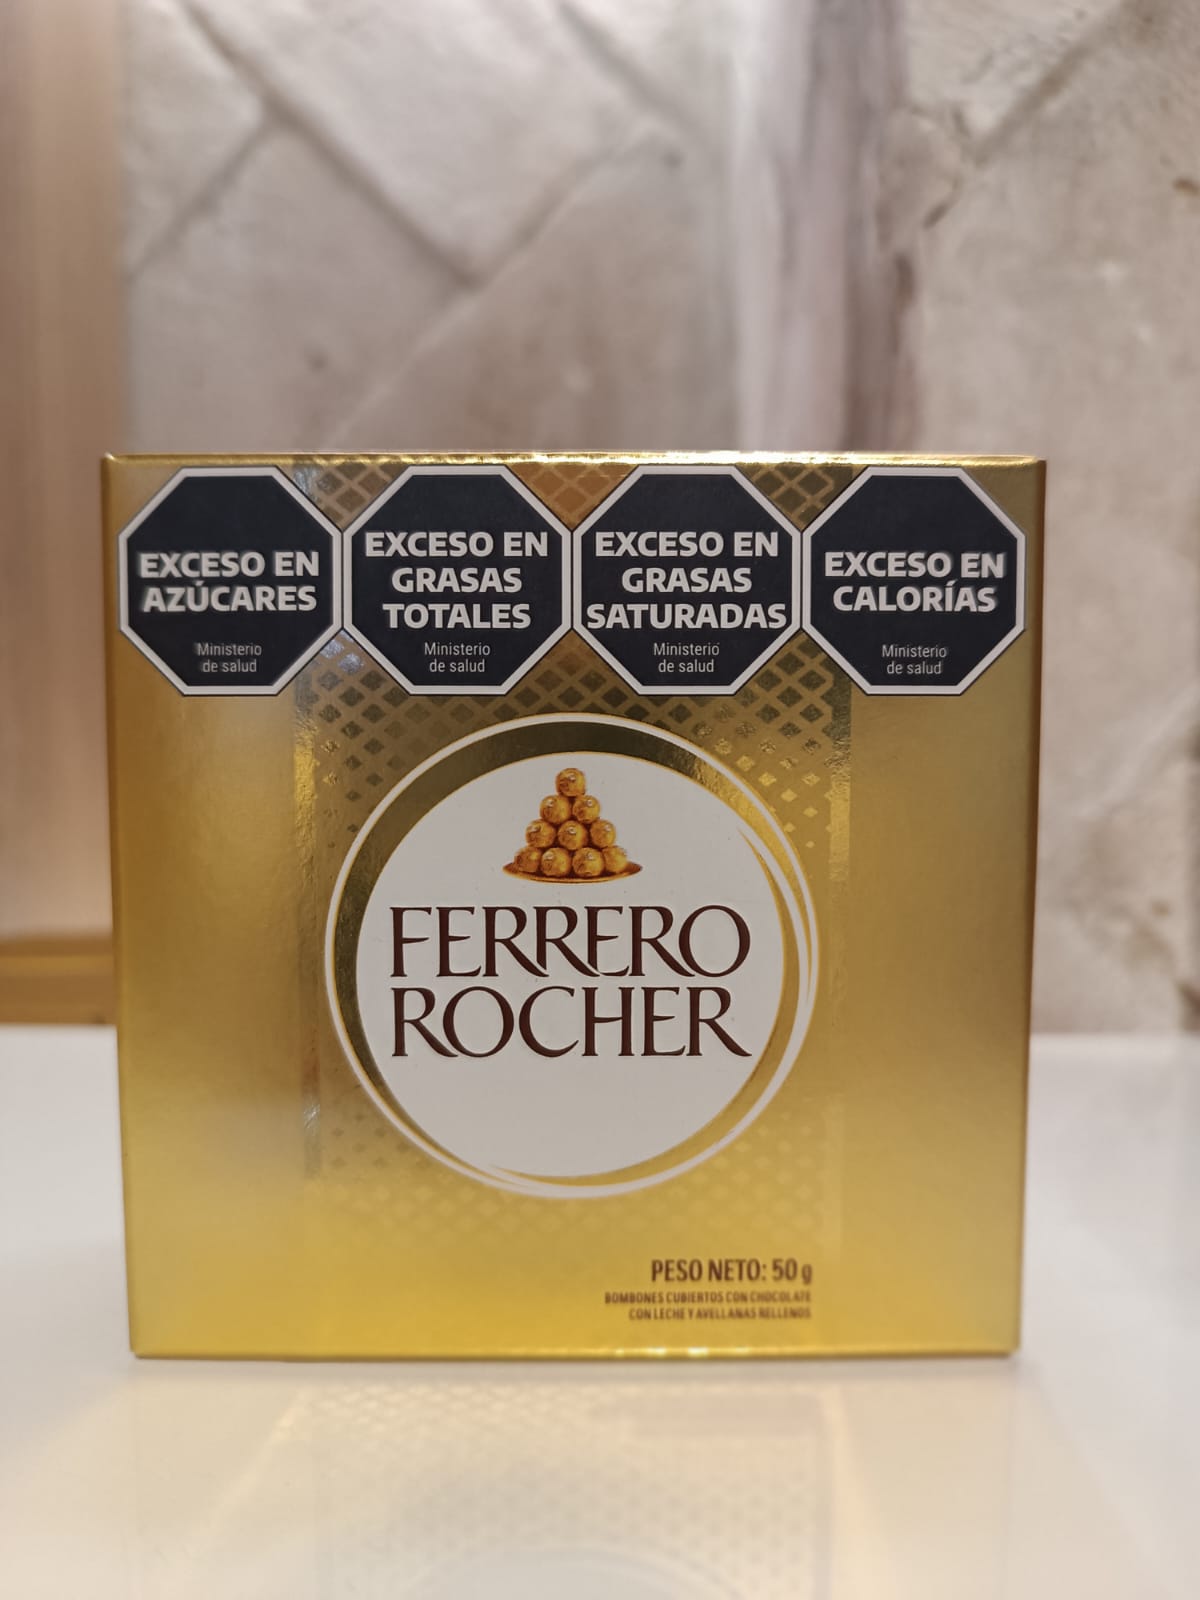 EXCESO EN
AZÚCARES
Ministerio
de salud
EXCESO EN
GRASAS
TOTALES
Ministerio
de salud
EXCESO EN
GRASAS
SATURADAS
Ministerio
de salud
EXCESO EN
CALORÍAS
Ministerio
de salud
FERRERO
ROCHER
PESO NETO: 50 g
BOMBONES CUBIERTOS CON CHOCOLATE
CON LECHE Y AVELLANAS RELLENOS